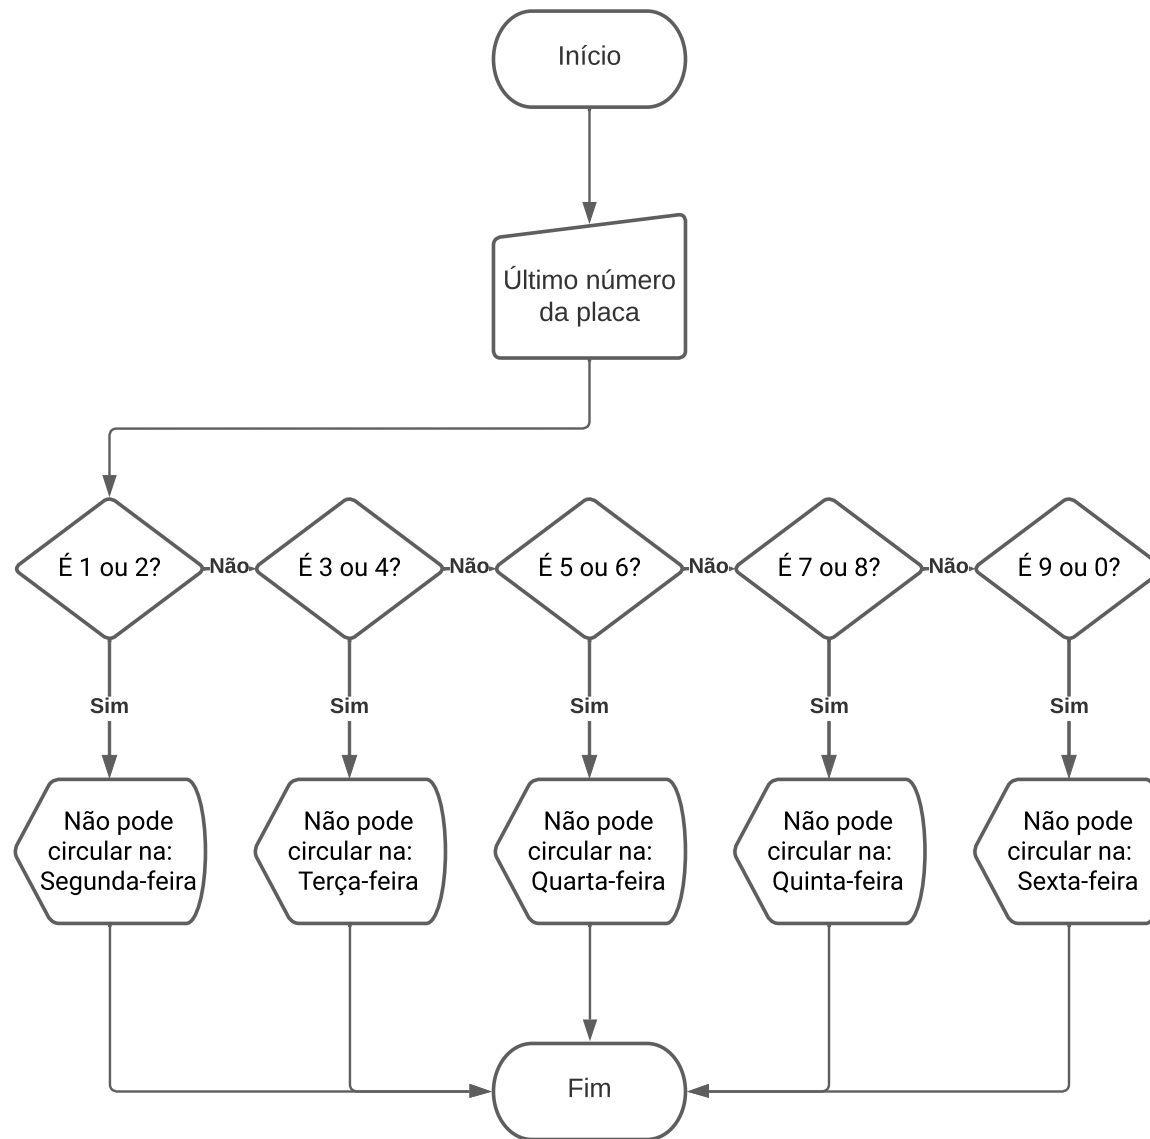 Início
Último número
da placa
É 1 ou 2?
Não
É 3 ou 4?
Não
É 5 ou 6?
Não
É 7 ou 8?
Não
É 9 ou 0?
Sim
Sim
Sim
Sim
Sim
Não pode
circular na:
Segunda-feira
Não pode
circular na:
Terça-feira
Não pode
circular na:
Quarta-feira
Não pode
circular na:
Quinta-feira
Não pode
circular na:
Sexta-feira
Fim